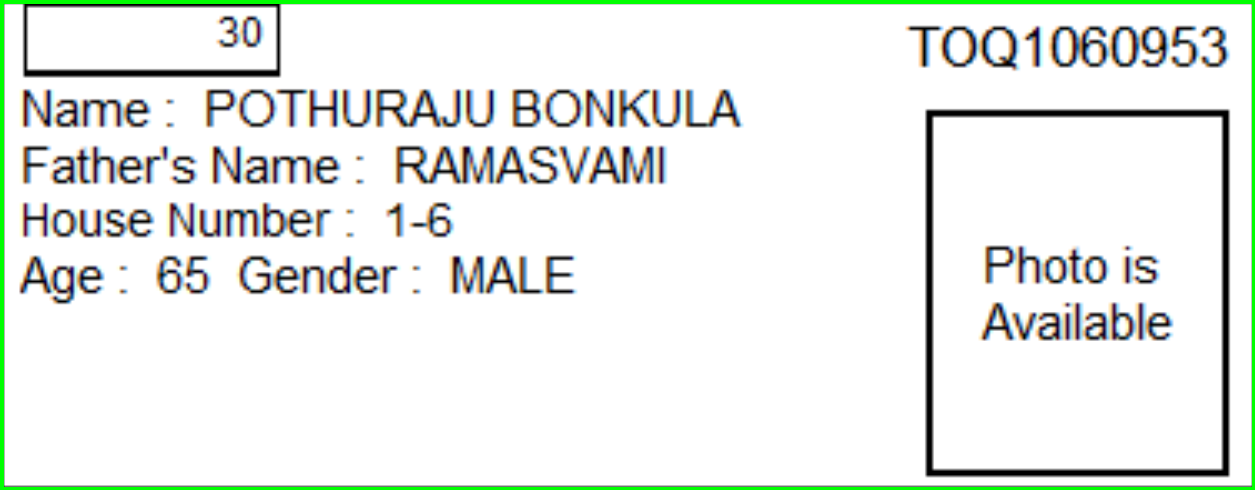 30
TOQ1060953
Name : POTHURAJU BONKULA
Father's Name : RAMASVAMI
House Number : 1-6
Age : 65 Gender : MALE
Photo is
Available